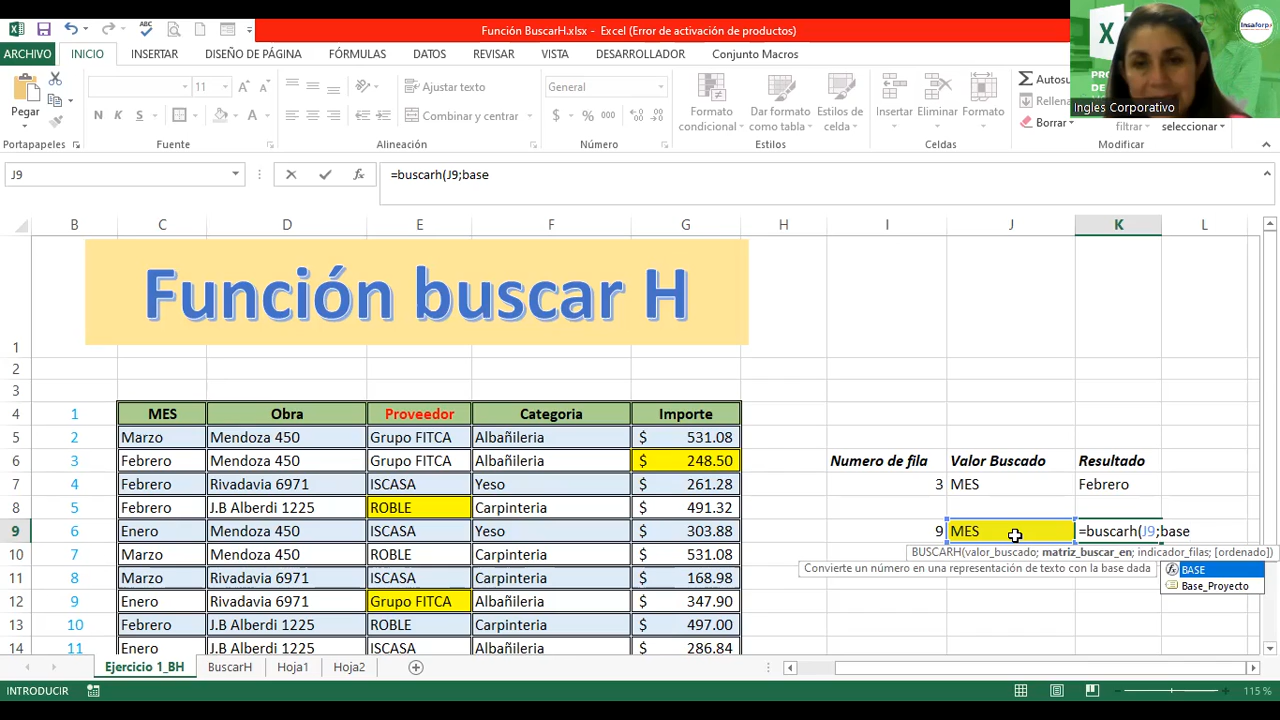 Función BuscarH.xlsx - Excel (Error de activación de productos)
Insaforp
ARCHIVO INICIO INSERTAR DISEÑO DE PÁGINA FÓRMULAS DATOS REVISAR VISTA DESARROLLADOR Conjunto Macros
Pegar
11
N K S
Ajustar texto
Combinar y centrar
General
$ % 000
Formato condicional
Dar formato como tabla
Estilos de celda
Insertar Eliminar Formato
Autosu
Rellena
Borrar
filtrar seleccionar
Ingles Corporativo
Portapapeles Fuente Alineación Número Estilos Celdas Modificar
J9 =buscarh(J9;base
B C D E F G H I J K L
Función buscar H
1
2
3
4 1 MES Obra Proveedor Categoria Importe
5 2 Marzo Mendoza 450 Grupo FITCA Albañileria $ 531.08
6 3 Febrero Mendoza 450 Grupo FITCA Albañileria $ 248.50 Numero de fila Valor Buscado Resultado
7 4 Febrero Rivadavia 6971 ISCASA Yeso $ 261.28 3 MES Febrero
8 5 Febrero J.B Alberdi 1225 ROBLE Carpinteria $ 491.32
9 6 Enero Mendoza 450 ISCASA Yeso $ 303.88 9 MES =buscarh(J9;base
BUSCARH(valor_buscado; matriz_buscar_en; indicador_filas; [ordenado])
10 7 Enero Mendoza 450 ROBLE Carpinteria $ 531.08
Convierte un número en una representación de texto con la base dada
BASE
Base_Proyecto
11 8 Marzo Mendoza 450 ISCASA Carpinteria $ 168.98
12 9 Enero Rivadavia 6971 Grupo FITCA Albañileria $ 347.90
13 10 Febrero J.B Alberdi 1225 ROBLE Carpinteria $ 497.00
14 11 Enero J.B Alberdi 1225 ISCASA Albañileria $ 286.84
Ejercicio 1_BH BuscarH Hoja1 Hoja2
INTRODUCIR
115 %